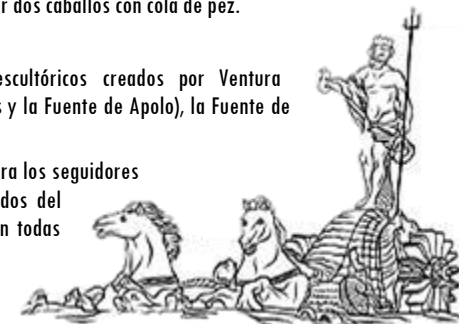 r dos caballos con cola de pez.
escultóricos creados por Ventura
s y la Fuente de Apolo), la Fuente de
ra los seguidores
dos del
n todas